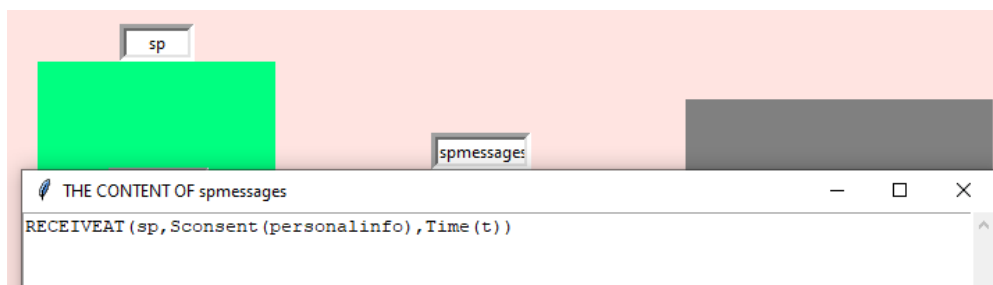 sp
spmessages
THE CONTENT OF spmessages
RECEIVEAT(sp,Sconsent(personalinfo),Time(t))